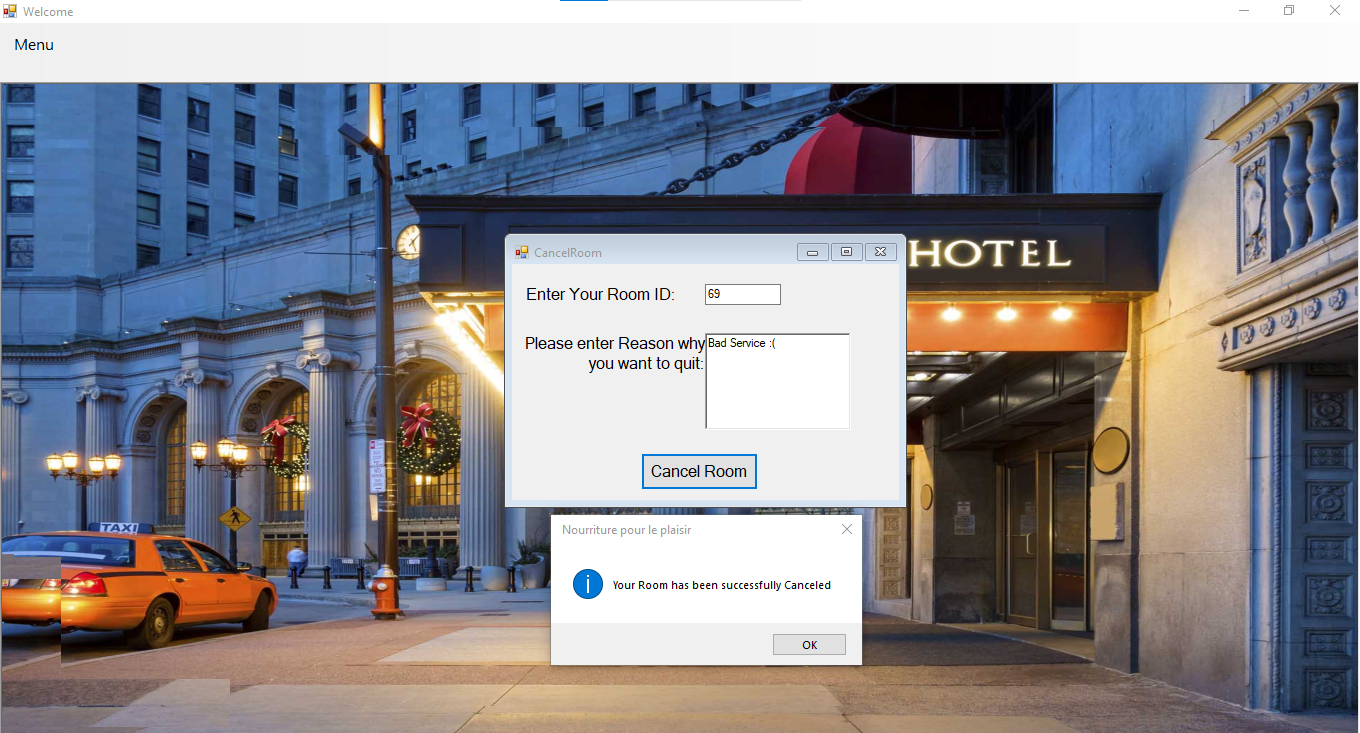 Welcome
Menu
HOTEL
CancelRoom
Enter Your Room ID:
69
Please enter Reason why
you want to quit:
Bad Service :(
Cancel Room
TAXI
Nourriture pour le plaisir
Your Room has been successfully Canceled
OK